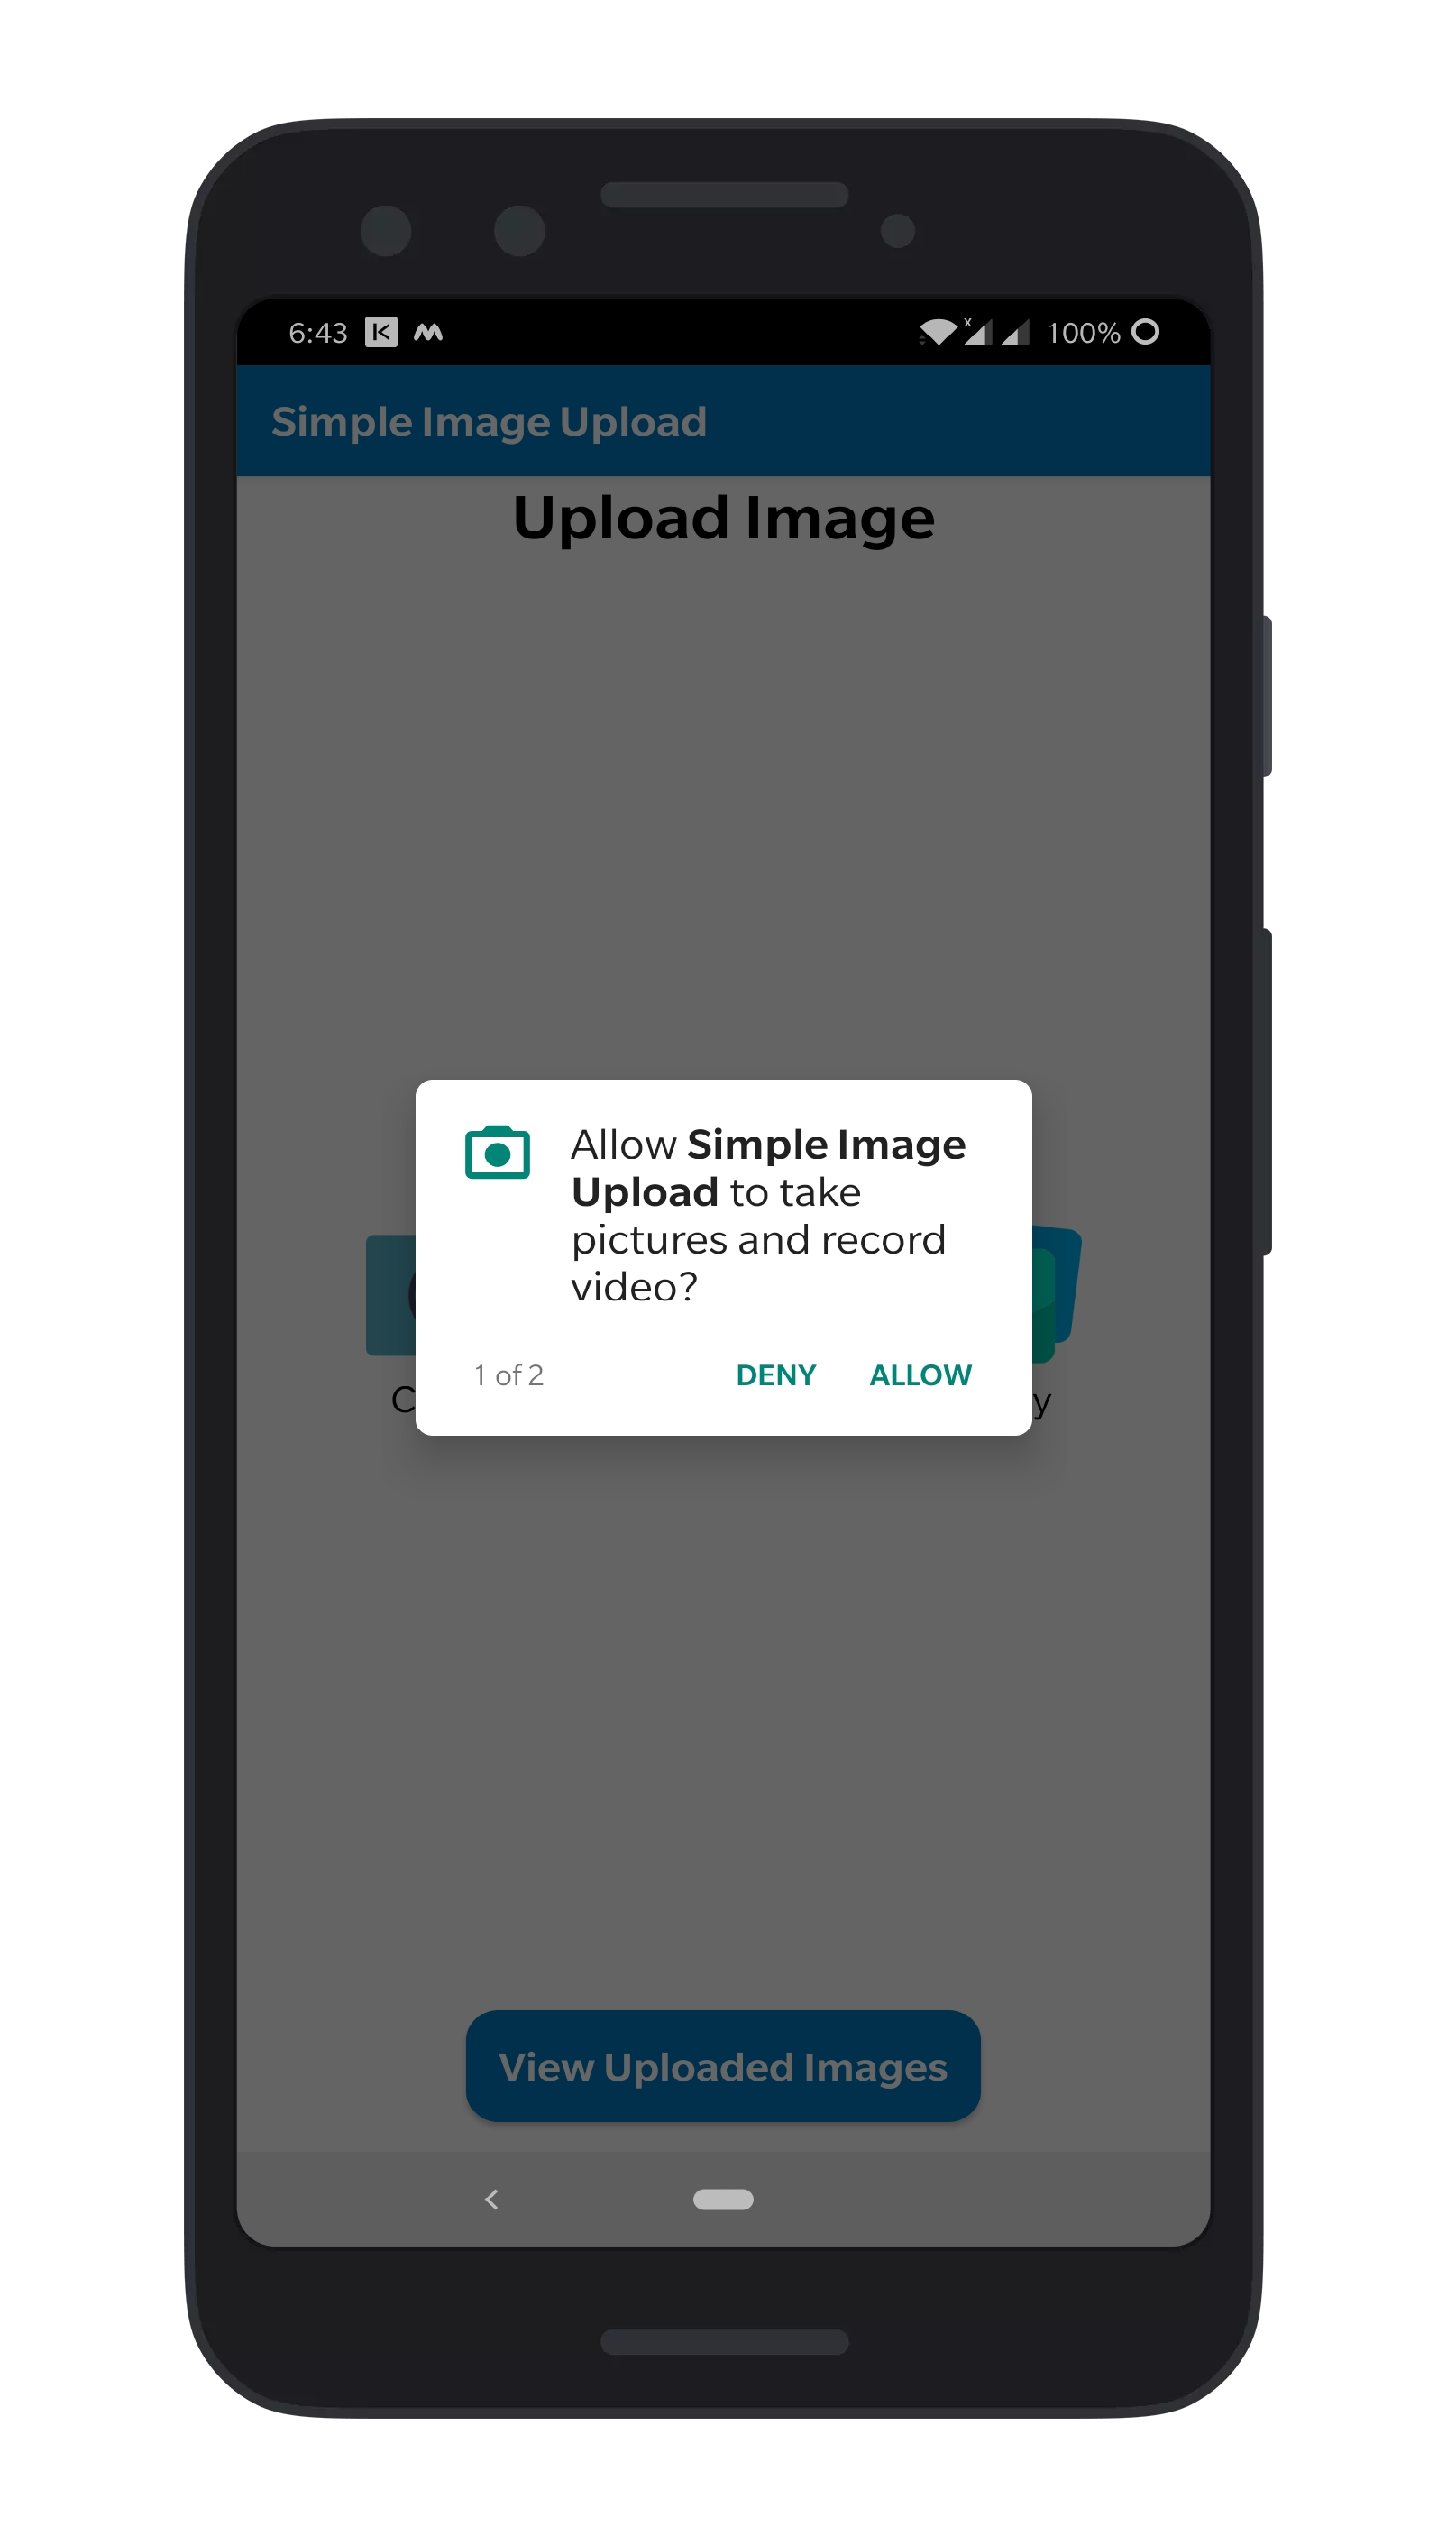 6:43
100%
Simple Image Upload
Upload Image
Allow Simple Image
Upload to take
pictures and record
video?
1 of 2 DENY ALLOW
View Uploaded Images